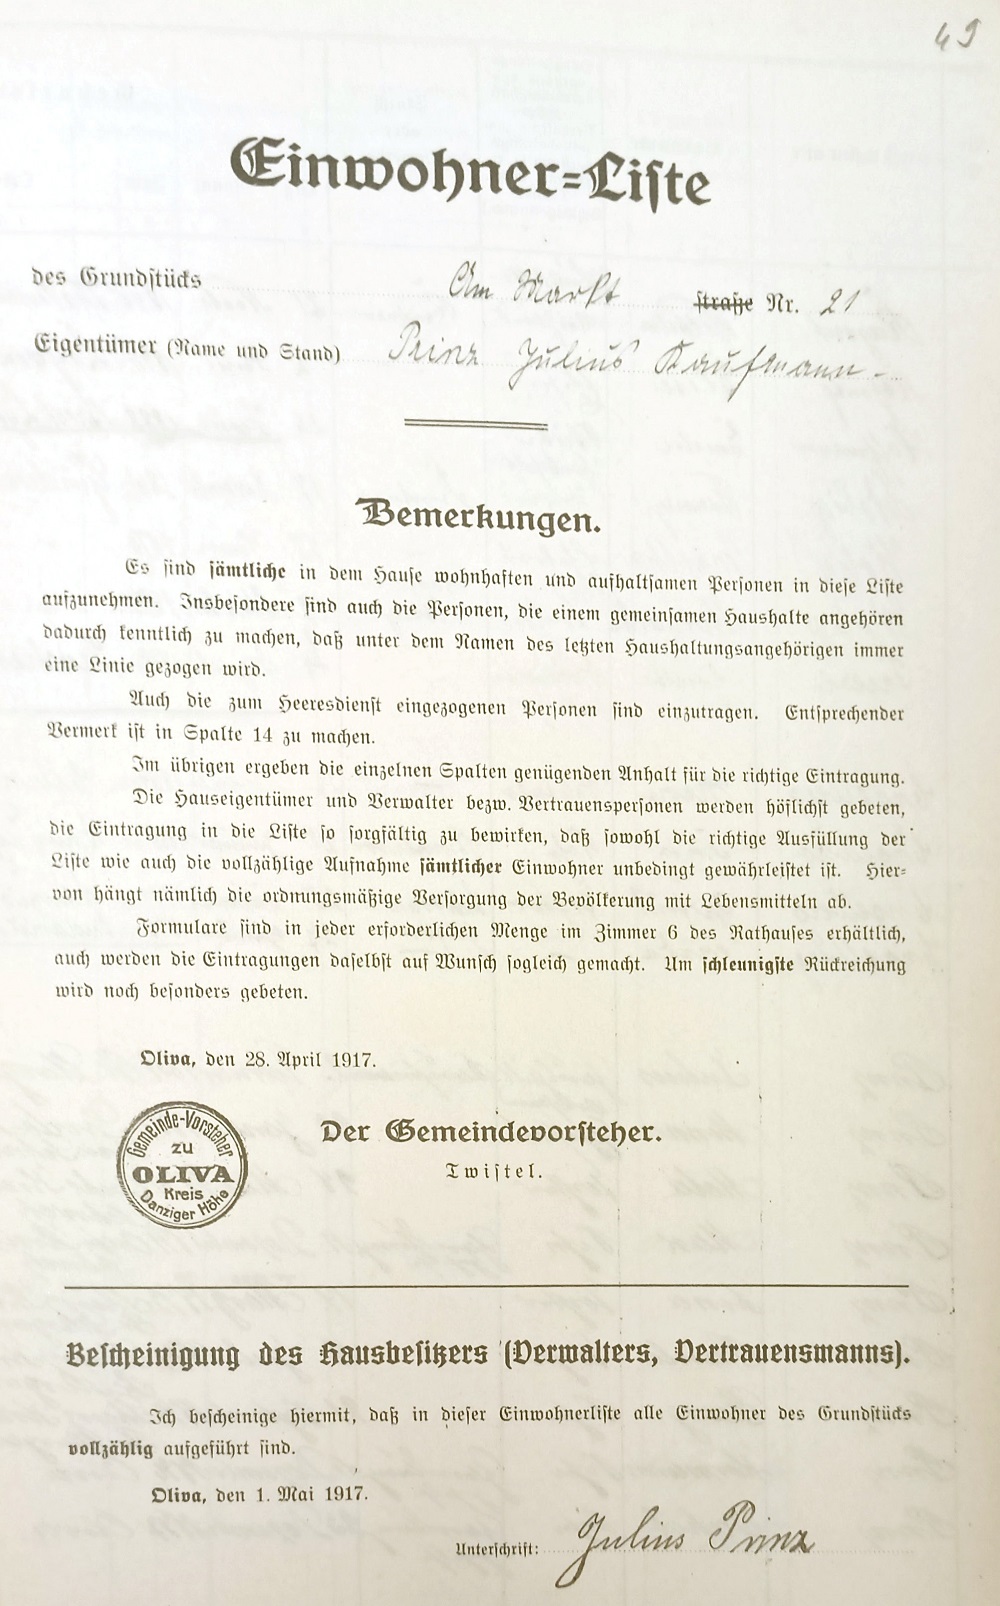 49
Einwohner=Liste
des Grundstücks Am Markt straße Nr. 21
Eigentümer (Name und Stand) Prinz Julius Kaufmann -
Bemerkungen.
Es sind sämtliche in dem Hause wohnhaften und aufhaltsamen Personen in diese Liste
aufzunehmen. Insbesondere sind auch die Personen, die einem gemeinsamen Haushalte angehören
dadurch kenntlich zu machen, daß unter dem Namen des letzten Haushaltungsangehörigen immer
eine Linie gezogen wird.
Auch die zum Heeresdienst eingezogenen Personen sind einzutragen. Entsprechender
Vermerk ist in Spalte 14 zu machen.
Im übrigen ergeben die einzelnen Spalten genügenden Anhalt für die richtige Eintragung.
Die Hauseigentümer und Verwalter bezw. Vertrauenspersonen werden höflichst gebeten,
die Eintragung in die Liste so sorgfältig zu bewirken, daß sowohl die richtige Ausfüllung der
Liste wie auch die vollzählige Aufnahme sämtlicher Einwohner unbedingt gewährleistet ist. Hier=
von hängt nämlich die ordnungsmäßige Versorgung der Bevölkerung mit Lebensmitteln ab.
Formulare sind in jeder erforderlichen Menge im Zimmer 6 des Rathauses erhältlich,
auch werden die Eintragungen daselbst auf Wunsch sogleich gemacht. Um schleunigste Rückreichung
wird noch besonders gebeten.
Oliva, den 28. April 1917.
Gemeinde-Vorsteher
zu
OLIVA
Kreis
Danziger Höhe
Der Gemeindevorsteher.
Twistel.
Bescheinigung des Hausbesitzers (Verwalters, Vertrauensmanns).
Ich bescheinige hiermit, daß in dieser Einwohnerliste alle Einwohner des Grundstücks
vollzählig aufgeführt sind.
Oliva, den 1. Mai 1917.
Unterschrift: Julius Prinz